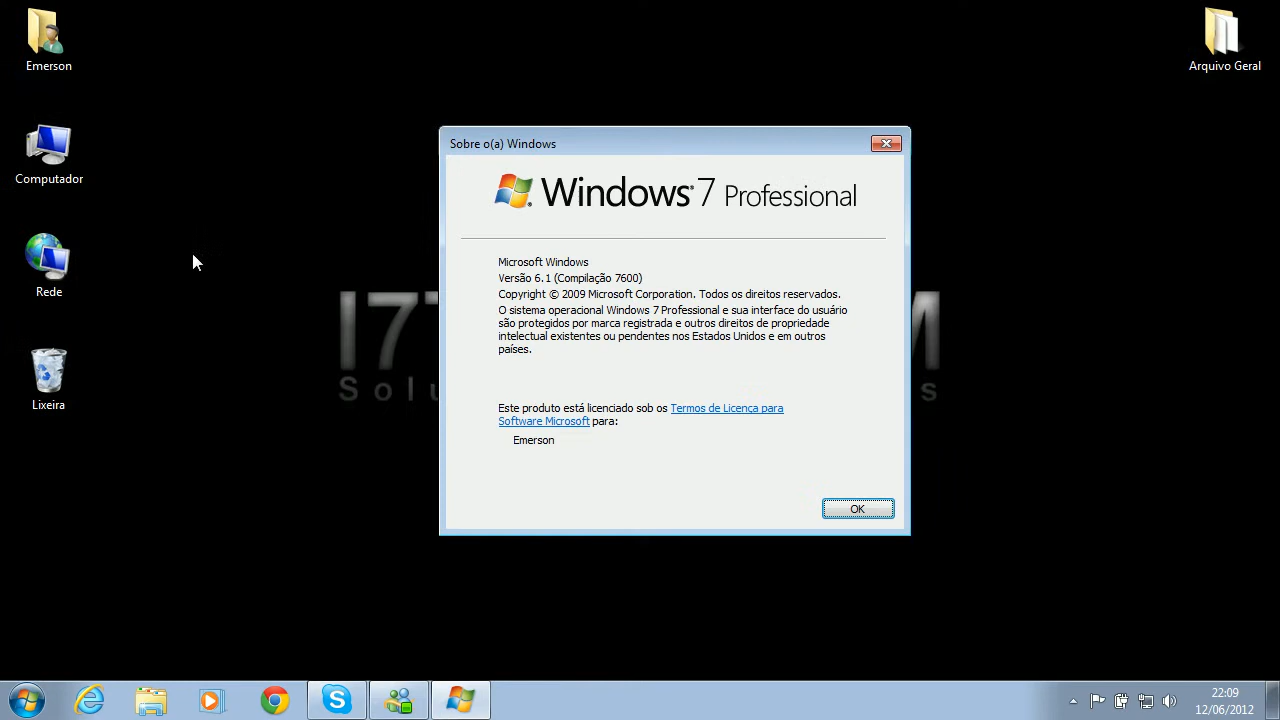 Emerson
Arquivo Geral
Computador
Rede
Lixeira
Sobre o(a) Windows
Windows® 7 Professional
Microsoft Windows
Versão 6.1 (Compilação 7600)
Copyright © 2009 Microsoft Corporation. Todos os direitos reservados.
O sistema operacional Windows 7 Professional e sua interface do usuário
são protegidos por marca registrada e outros direitos de propriedade
intelectual existentes ou pendentes nos Estados Unidos e em outros
países.
Este produto está licenciado sob os Termos de Licença para
Software Microsoft para:
Emerson
OK
22:09
12/06/2012